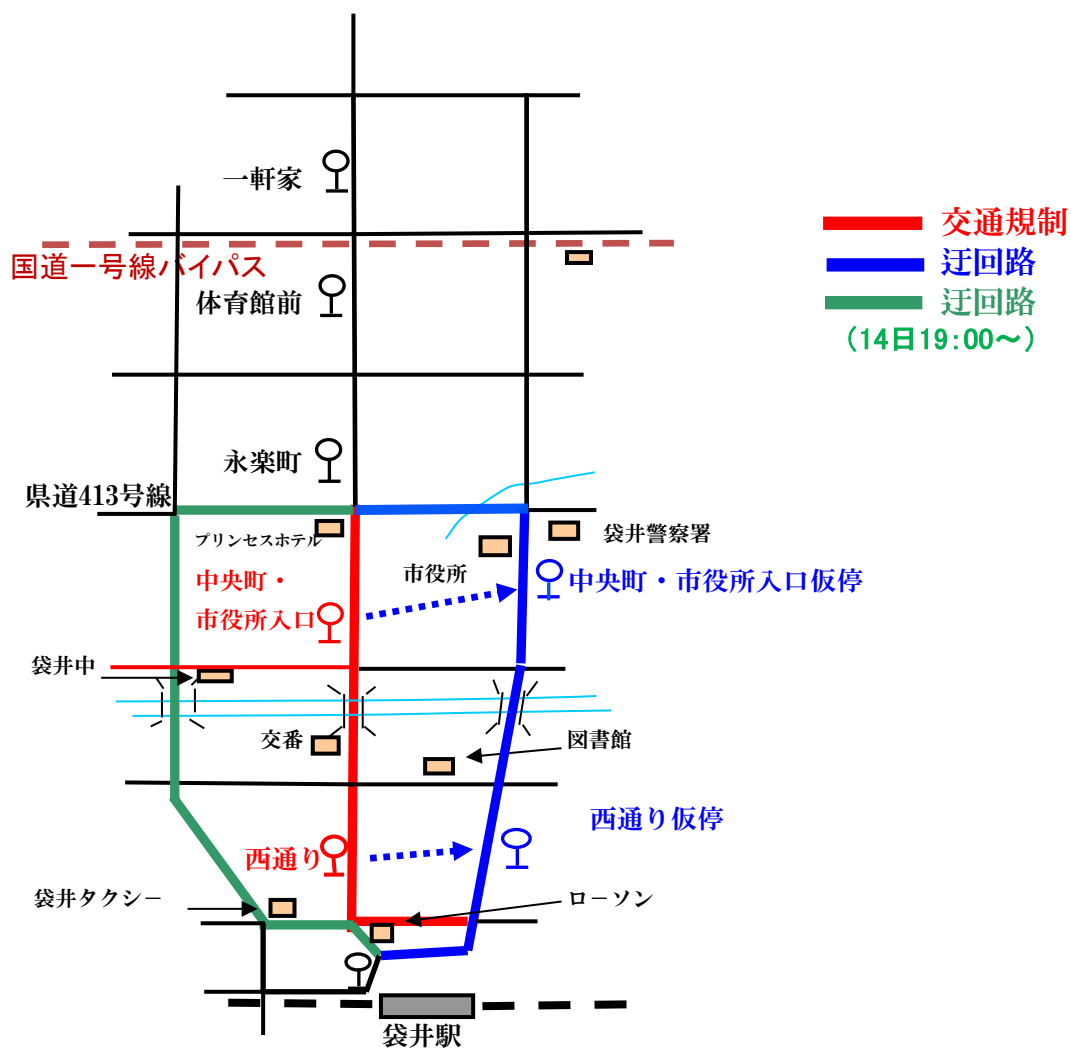 一軒家
交通規制
国道一号線バイパス
迂回路
体育館前
迂回路
(14日19:00～)
永楽町
県道413号線
プリンセスホテル
袋井警察署
市役所
中央町・
市役所入口
中央町・市役所入口仮停
袋井中
交番
図書館
西通り仮停
西通り
袋井タクシー
ローソン
袋井駅